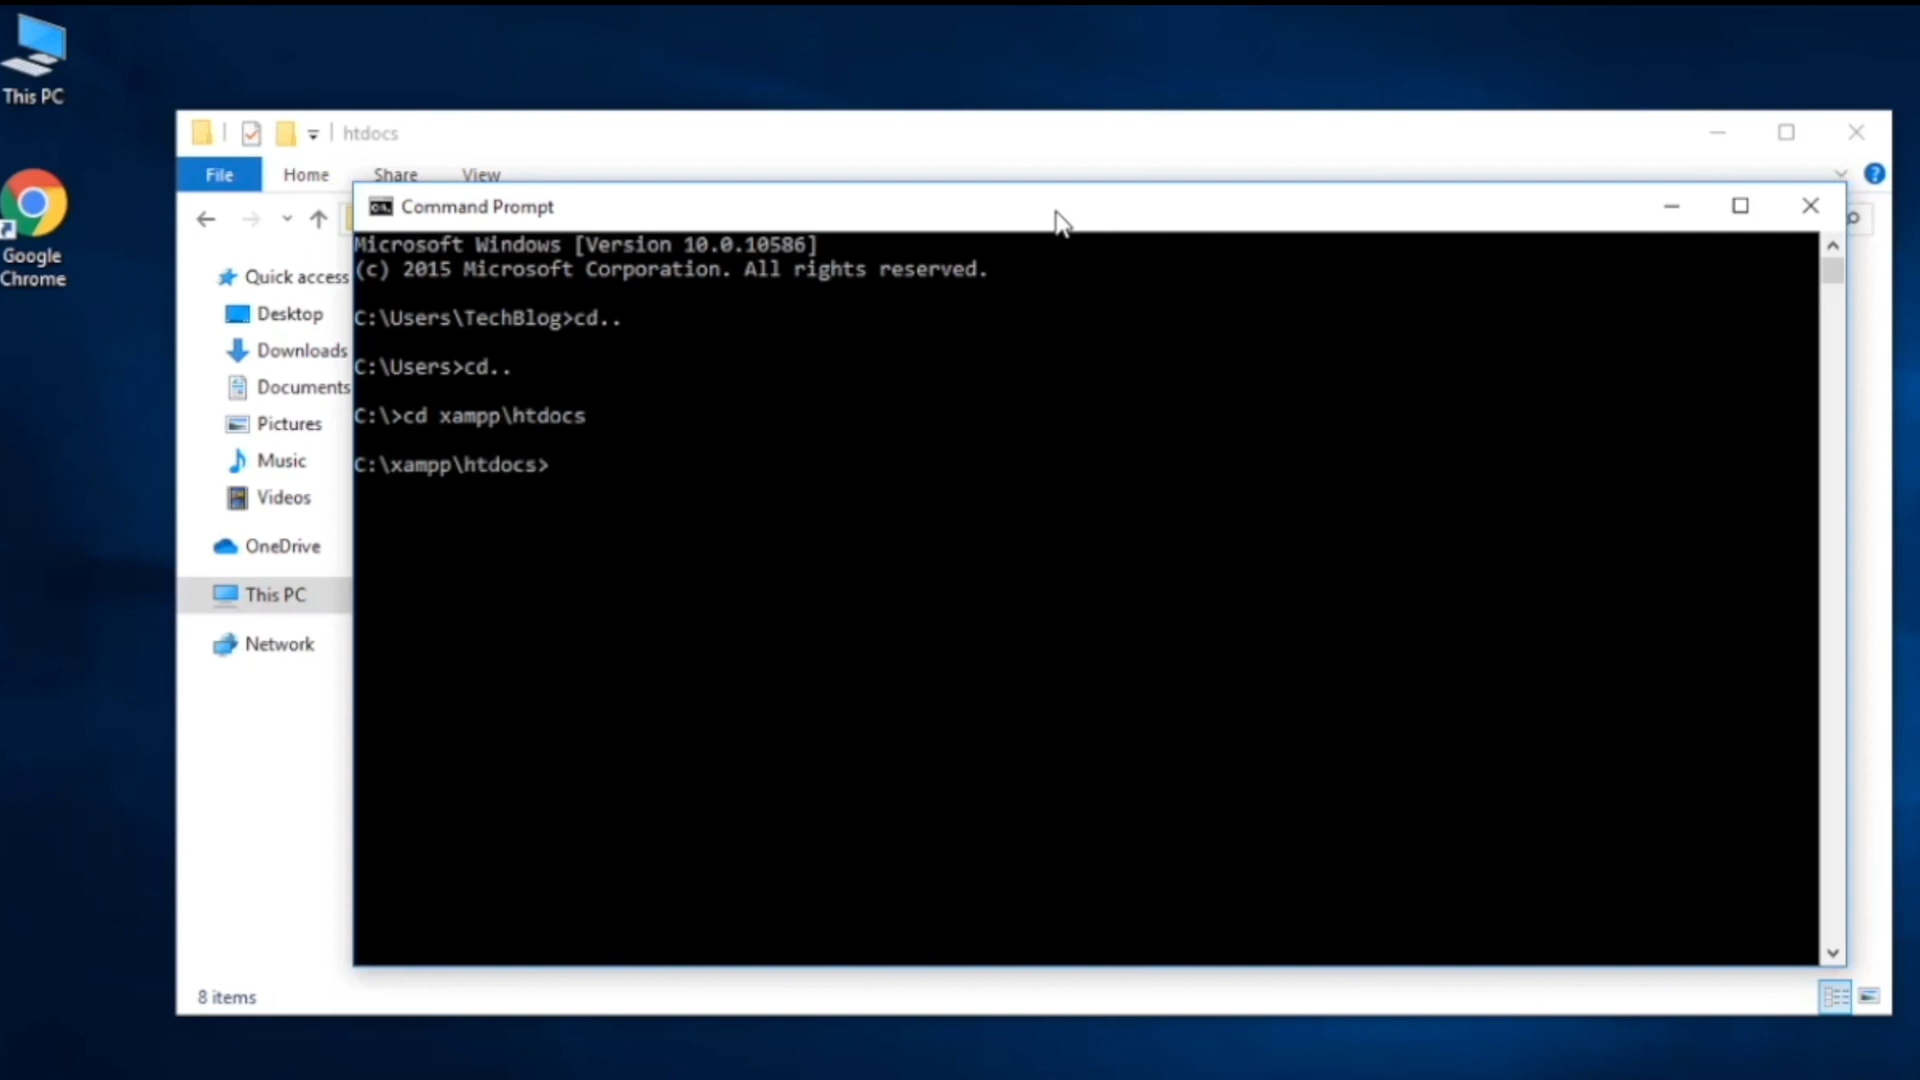 This PC
Google
Chrome
htdocs
File Home Share View
Command Prompt
Quick access
Desktop
Downloads
Documents
Pictures
Music
Videos
OneDrive
This PC
Network
Microsoft Windows [Version 10.0.10586]
(c) 2015 Microsoft Corporation. All rights reserved.
C:\Users\TechBlog>cd..
C:\Users>cd..
C:\>cd xampp\htdocs
C:\xampp\htdocs>
8 items